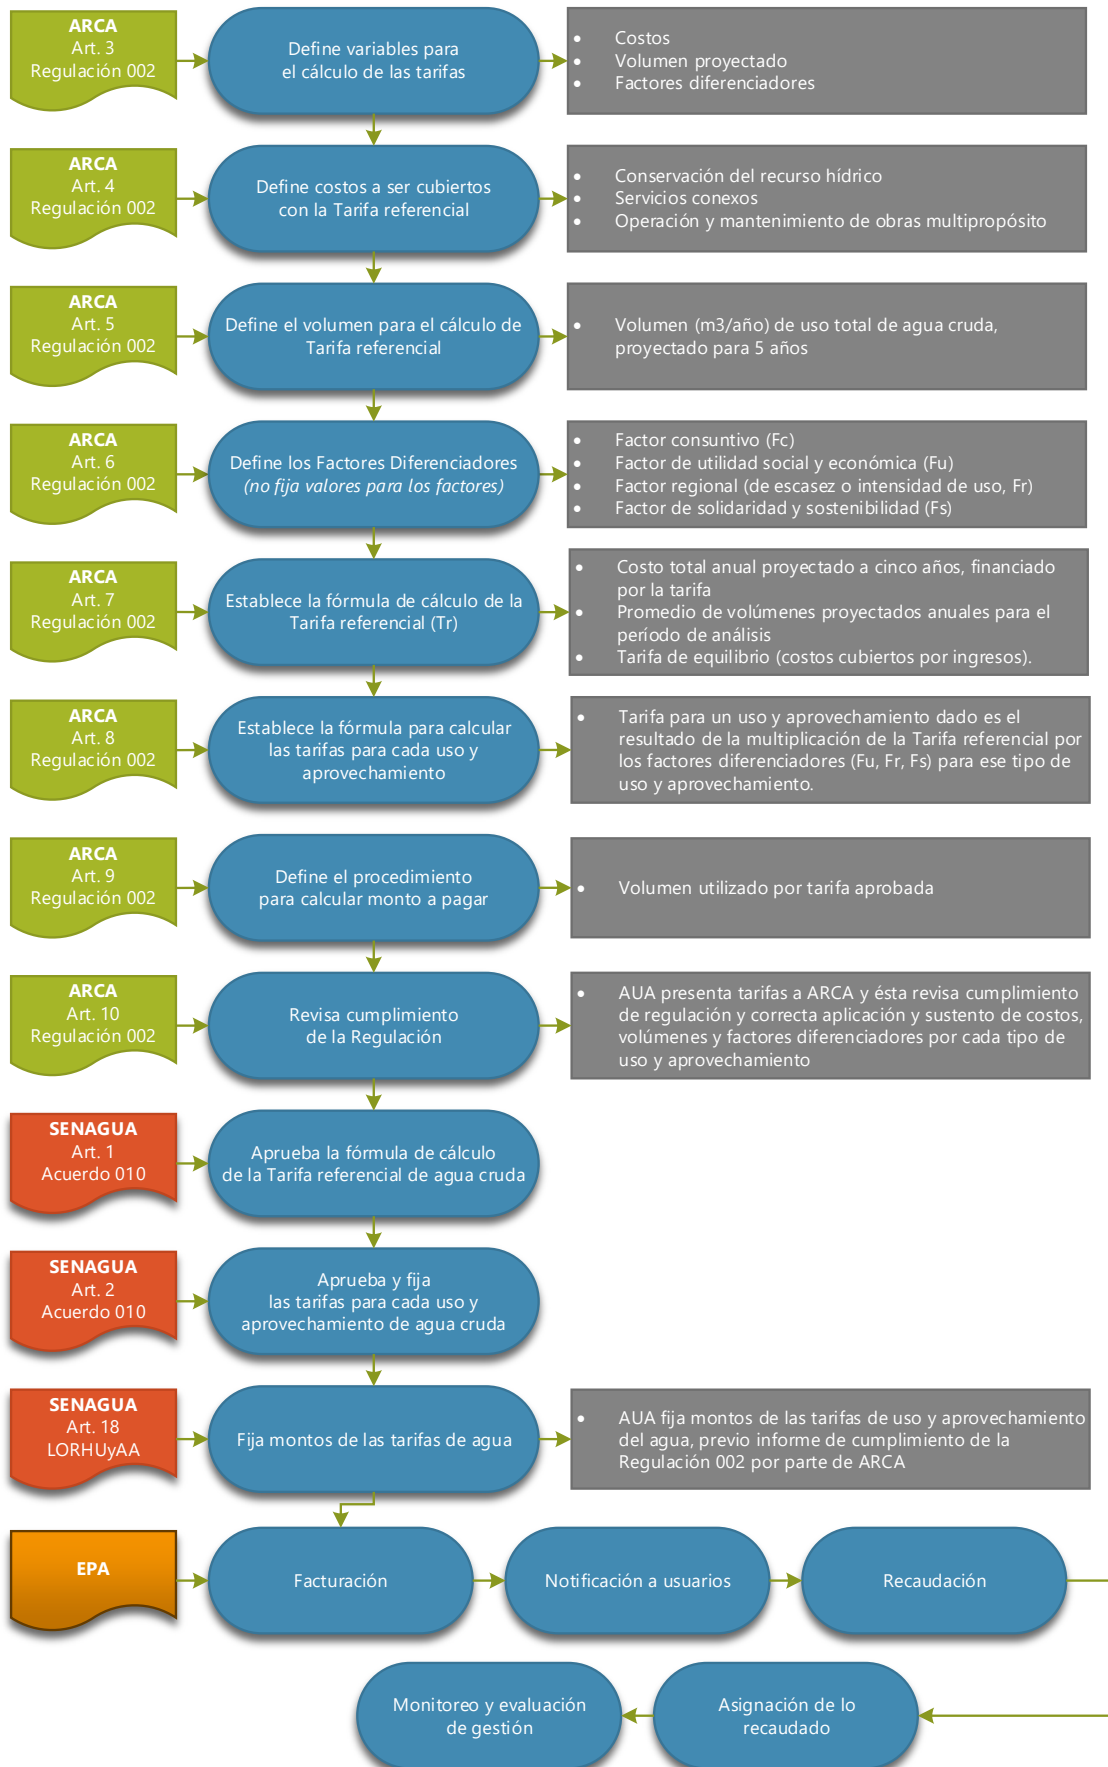 ARCA
Art. 3
Regulación 002
Define variables para
el cálculo de las tarifas
• Costos
• Volumen proyectado
• Factores diferenciadores
ARCA
Art. 4
Regulación 002
Define costos a ser cubiertos
con la Tarifa referencial
• Conservación del recurso hídrico
• Servicios conexos
• Operación y mantenimiento de obras multipropósito
ARCA
Art. 5
Regulación 002
Define el volumen para el cálculo de
Tarifa referencial
• Volumen (m3/año) de uso total de agua cruda,
proyectado para 5 años
ARCA
Art. 6
Regulación 002
Define los Factores Diferenciadores
(no fija valores para los factores)
• Factor consuntivo (Fc)
• Factor de utilidad social y económica (Fu)
• Factor regional (de escasez o intensidad de uso, Fr)
• Factor de solidaridad y sostenibilidad (Fs)
ARCA
Art. 7
Regulación 002
Establece la fórmula de cálculo de la
Tarifa referencial (Tr)
• Costo total anual proyectado a cinco años, financiado
por la tarifa
• Promedio de volúmenes proyectados anuales para el
período de análisis
• Tarifa de equilibrio (costos cubiertos por ingresos).
ARCA
Art. 8
Regulación 002
Establece la fórmula para calcular
las tarifas para cada uso y
aprovechamiento
• Tarifa para un uso y aprovechamiento dado es el
resultado de la multiplicación de la Tarifa referencial por
los factores diferenciadores (Fu, Fr, Fs) para ese tipo de
uso y aprovechamiento.
ARCA
Art. 9
Regulación 002
Define el procedimiento
para calcular monto a pagar
• Volumen utilizado por tarifa aprobada
ARCA
Art. 10
Regulación 002
Revisa cumplimiento
de la Regulación
• AUA presenta tarifas a ARCA y ésta revisa cumplimiento
de regulación y correcta aplicación y sustento de costos,
volúmenes y factores diferenciadores por cada tipo de
uso y aprovechamiento
SENAGUA
Art. 1
Acuerdo 010
Aprueba la fórmula de cálculo
de la Tarifa referencial de agua cruda
SENAGUA
Art. 2
Acuerdo 010
Aprueba y fija
las tarifas para cada uso y
aprovechamiento de agua cruda
SENAGUA
Art. 18
LORHUyAA
Fija montos de las tarifas de agua
• AUA fija montos de las tarifas de uso y aprovechamiento
del agua, previo informe de cumplimiento de la
Regulación 002 por parte de ARCA
EPA
Facturación
Notificación a usuarios
Recaudación
Monitoreo y evaluación
de gestión
Asignación de lo
recaudado